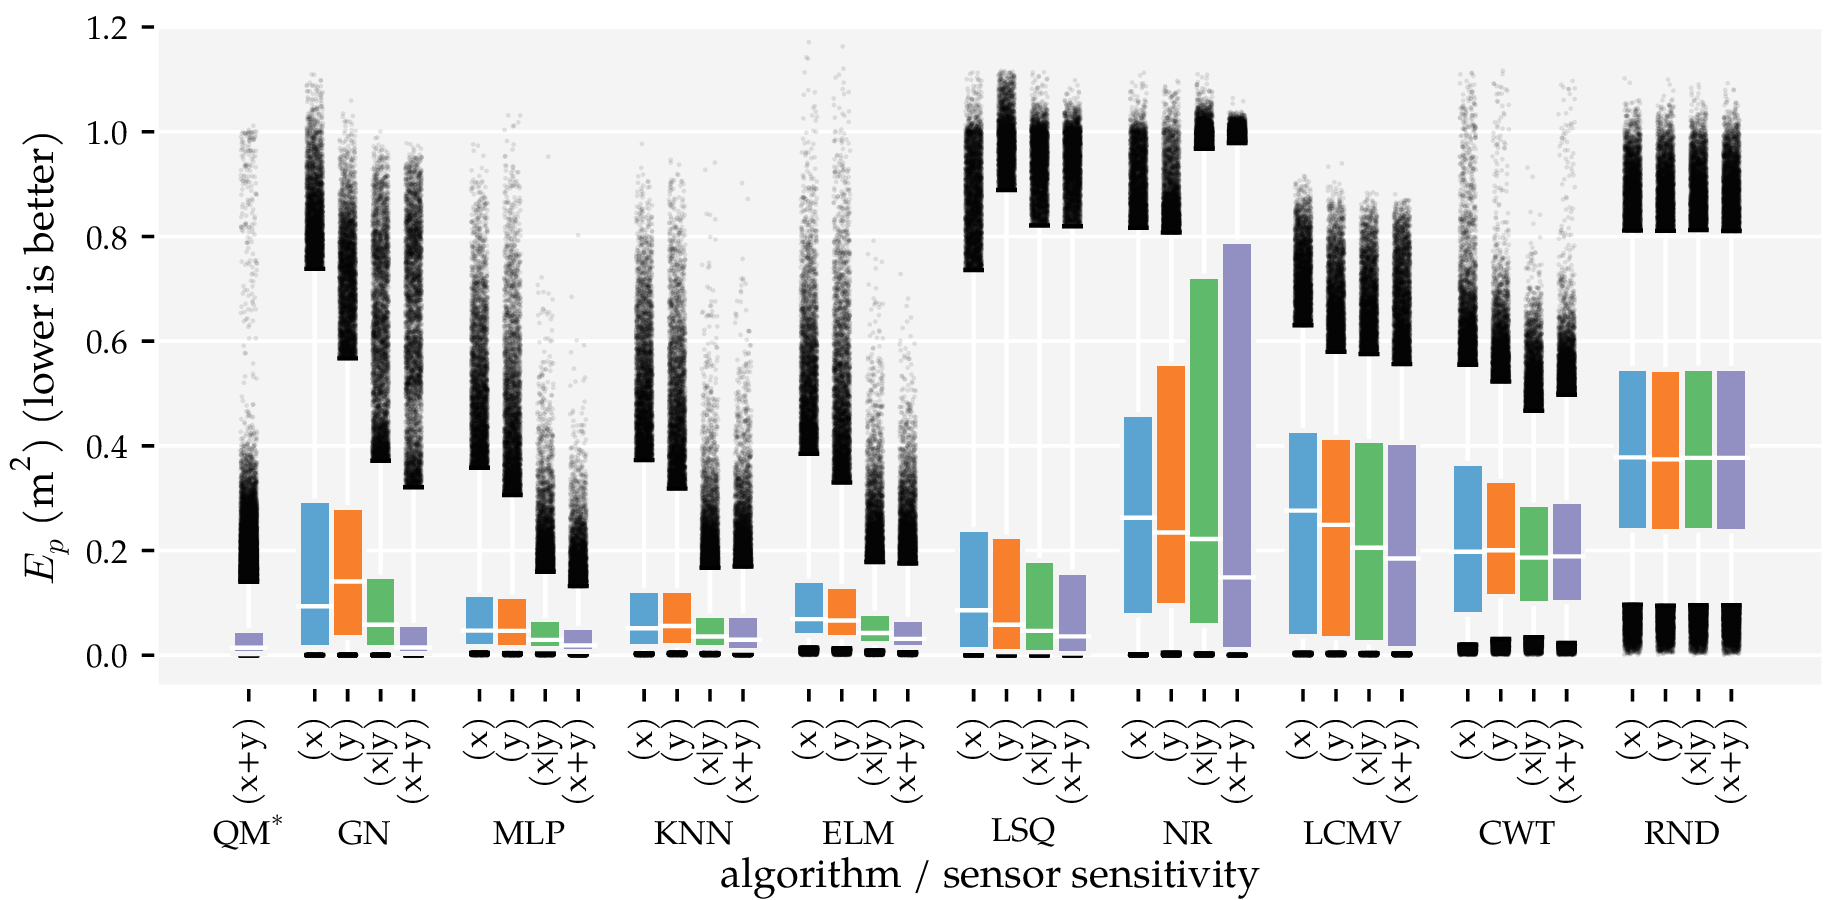 1.2
1.0
0.8
0.6
0.4
0.2
0.0
E_p (m²) (lower is better)
(x+y)
(x) (y) (x|y) (x+y)
(x) (y) (x|y) (x+y)
(x) (y) (x|y) (x+y)
(x) (y) (x|y) (x+y)
(x) (y) (x|y) (x+y)
(x) (y) (x|y) (x+y)
(x) (y) (x|y) (x+y)
(x) (y) (x|y) (x+y)
(x) (y) (x|y) (x+y)
QM* GN MLP KNN ELM LSQ NR LCMV CWT RND
algorithm / sensor sensitivity